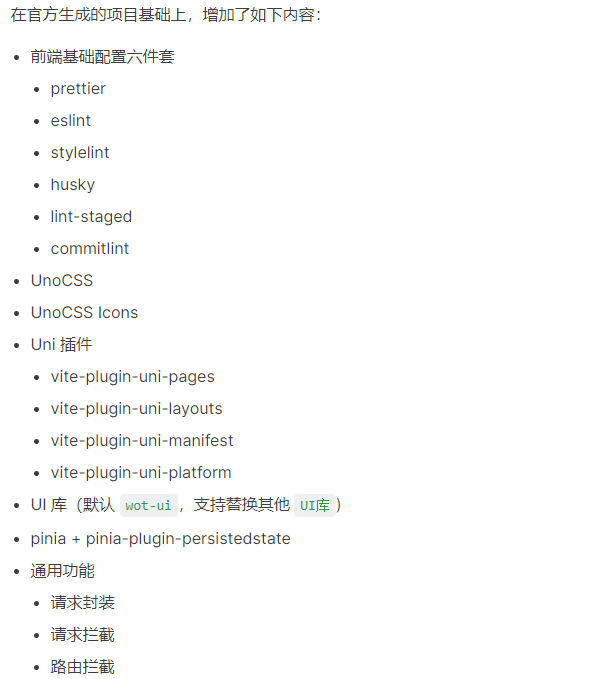 在官方生成的项目基础上，增加了如下内容：
前端基础配置六件套
prettier
eslint
stylelint
husky
lint-staged
commitlint
UnoCSS
UnoCSS Icons
Uni 插件
vite-plugin-uni-pages
vite-plugin-uni-layouts
vite-plugin-uni-manifest
vite-plugin-uni-platform
UI 库（默认 wot-ui，支持替换其他 UI库）
pinia + pinia-plugin-persistedstate
通用功能
请求封装
请求拦截
路由拦截